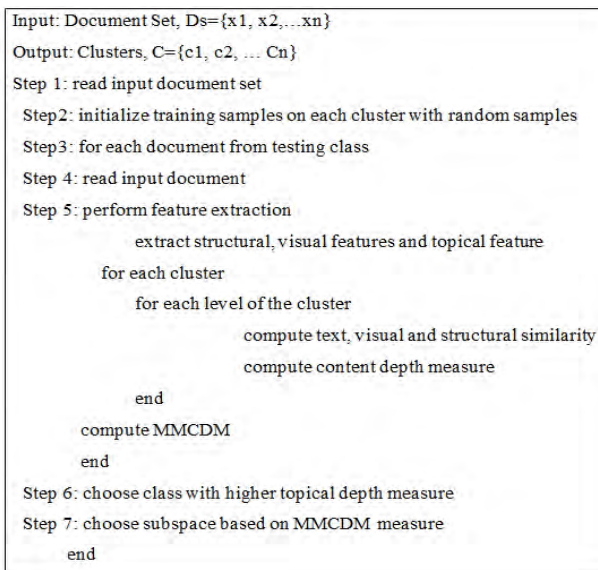 Input: Document Set, Ds={x1, x2,...xn}
Output: Clusters, C={c1, c2, ... Cn}
Step 1: read input document set
Step2: initialize training samples on each cluster with random samples
Step3: for each document from testing class
Step 4: read input document
Step 5: perform feature extraction
extract structural, visual features and topical feature
for each cluster
for each level of the cluster
compute text, visual and structural similarity
compute content depth measure
end
compute MMCDM
end
Step 6: choose class with higher topical depth measure
Step 7: choose subspace based on MMCDM measure
end